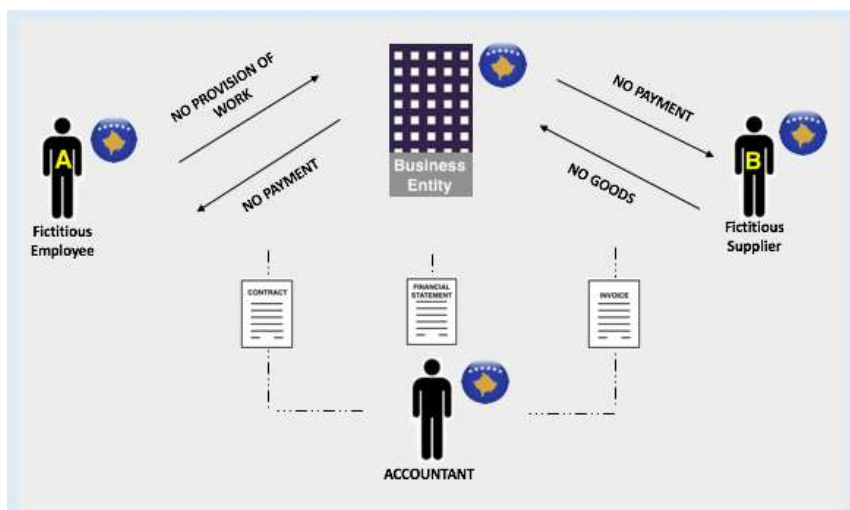 NO PROVISION OF
WORK
NO PAYMENT
A
Fictitious
Employee
Business
Entity
NO PAYMENT
NO GOODS
B
Fictitious
Supplier
CONTRACT
FINANCIAL
STATEMENT
INVOICE
ACCOUNTANT